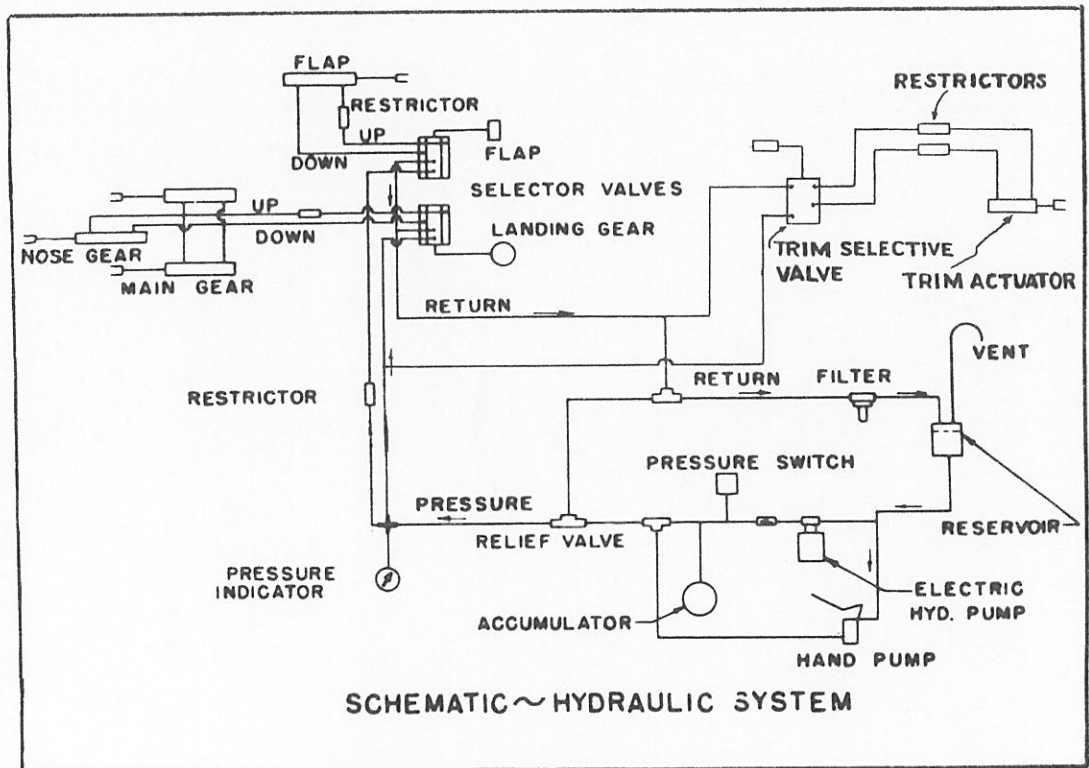 FLAP
RESTRICTOR
UP
DOWN
FLAP
SELECTOR VALVES
RESTRICTORS
UP
DOWN
LANDING GEAR
NOSE GEAR
MAIN GEAR
TRIM SELECTIVE
VALVE
TRIM ACTUATOR
RETURN
VENT
RESTRICTOR
RETURN
FILTER
PRESSURE SWITCH
PRESSURE
RELIEF VALVE
RESERVOIR
PRESSURE
INDICATOR
ACCUMULATOR
ELECTRIC
HYD. PUMP
HAND PUMP
SCHEMATIC ~ HYDRAULIC SYSTEM